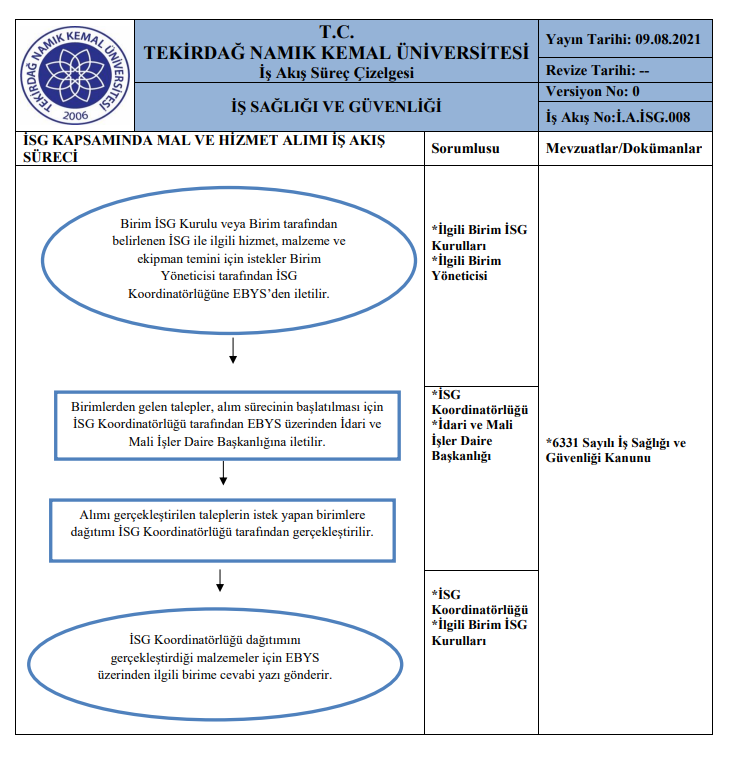 TEKİRDAĞ NAMIK KEMAL ÜNİVERSİTESİ
2006
T.C.
TEKİRDAĞ NAMIK KEMAL ÜNİVERSİTESİ
İş Akış Süreç Çizelgesi
İŞ SAĞLIĞI VE GÜVENLİĞİ
Yayın Tarihi: 09.08.2021
Revize Tarihi: --
Versiyon No: 0
İş Akış No:İ.A.İSG.008
İSG KAPSAMINDA MAL VE HİZMET ALIMI İŞ AKIŞ
SÜRECİ
Sorumlusu
Mevzuatlar/Dokümanlar
Birim İSG Kurulu veya Birim tarafından
belirlenen İSG ile ilgili hizmet, malzeme ve
ekipman temini için istekler Birim
Yöneticisi tarafından İSG
Koordinatörlüğüne EBYS’den iletilir.
*İlgili Birim İSG
Kurulları
*İlgili Birim
Yöneticisi
Birimlerden gelen talepler, alım sürecinin başlatılması için
İSG Koordinatörlüğü tarafından EBYS üzerinden İdari ve
Mali İşler Daire Başkanlığına iletilir.
*İSG
Koordinatörlüğü
*İdari ve Mali
İşler Daire
Başkanlığı
*6331 Sayılı İş Sağlığı ve
Güvenliği Kanunu
Alımı gerçekleştirilen taleplerin istek yapan birimlere
dağıtımı İSG Koordinatörlüğü tarafından gerçekleştirilir.
İSG Koordinatörlüğü dağıtımını
gerçekleştirdiği malzemeler için EBYS
üzerinden ilgili birime cevabi yazı gönderir.
*İSG
Koordinatörlüğü
*İlgili Birim İSG
Kurulları